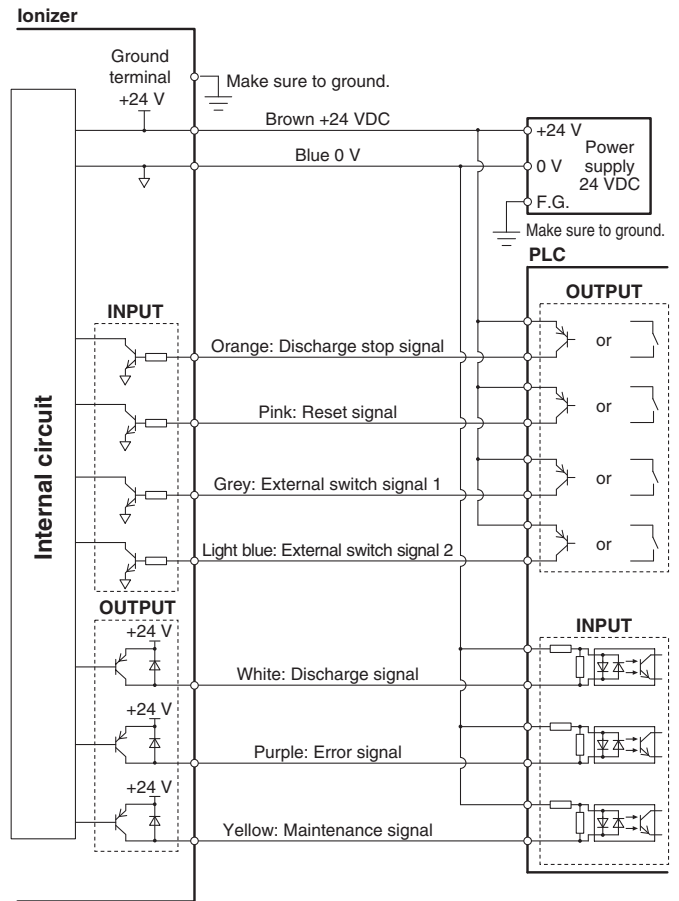 Ionizer
Ground
terminal
+24 V
Make sure to ground.
Brown +24 VDC
Blue 0 V
+24 V
0 V
F.G.
Power
supply
24 VDC
Make sure to ground.
PLC
OUTPUT
INPUT
Internal circuit
Orange: Discharge stop signal
or
Pink: Reset signal
or
Grey: External switch signal 1
or
Light blue: External switch signal 2
or
OUTPUT
INPUT
+24 V
White: Discharge signal
+24 V
Purple: Error signal
+24 V
Yellow: Maintenance signal